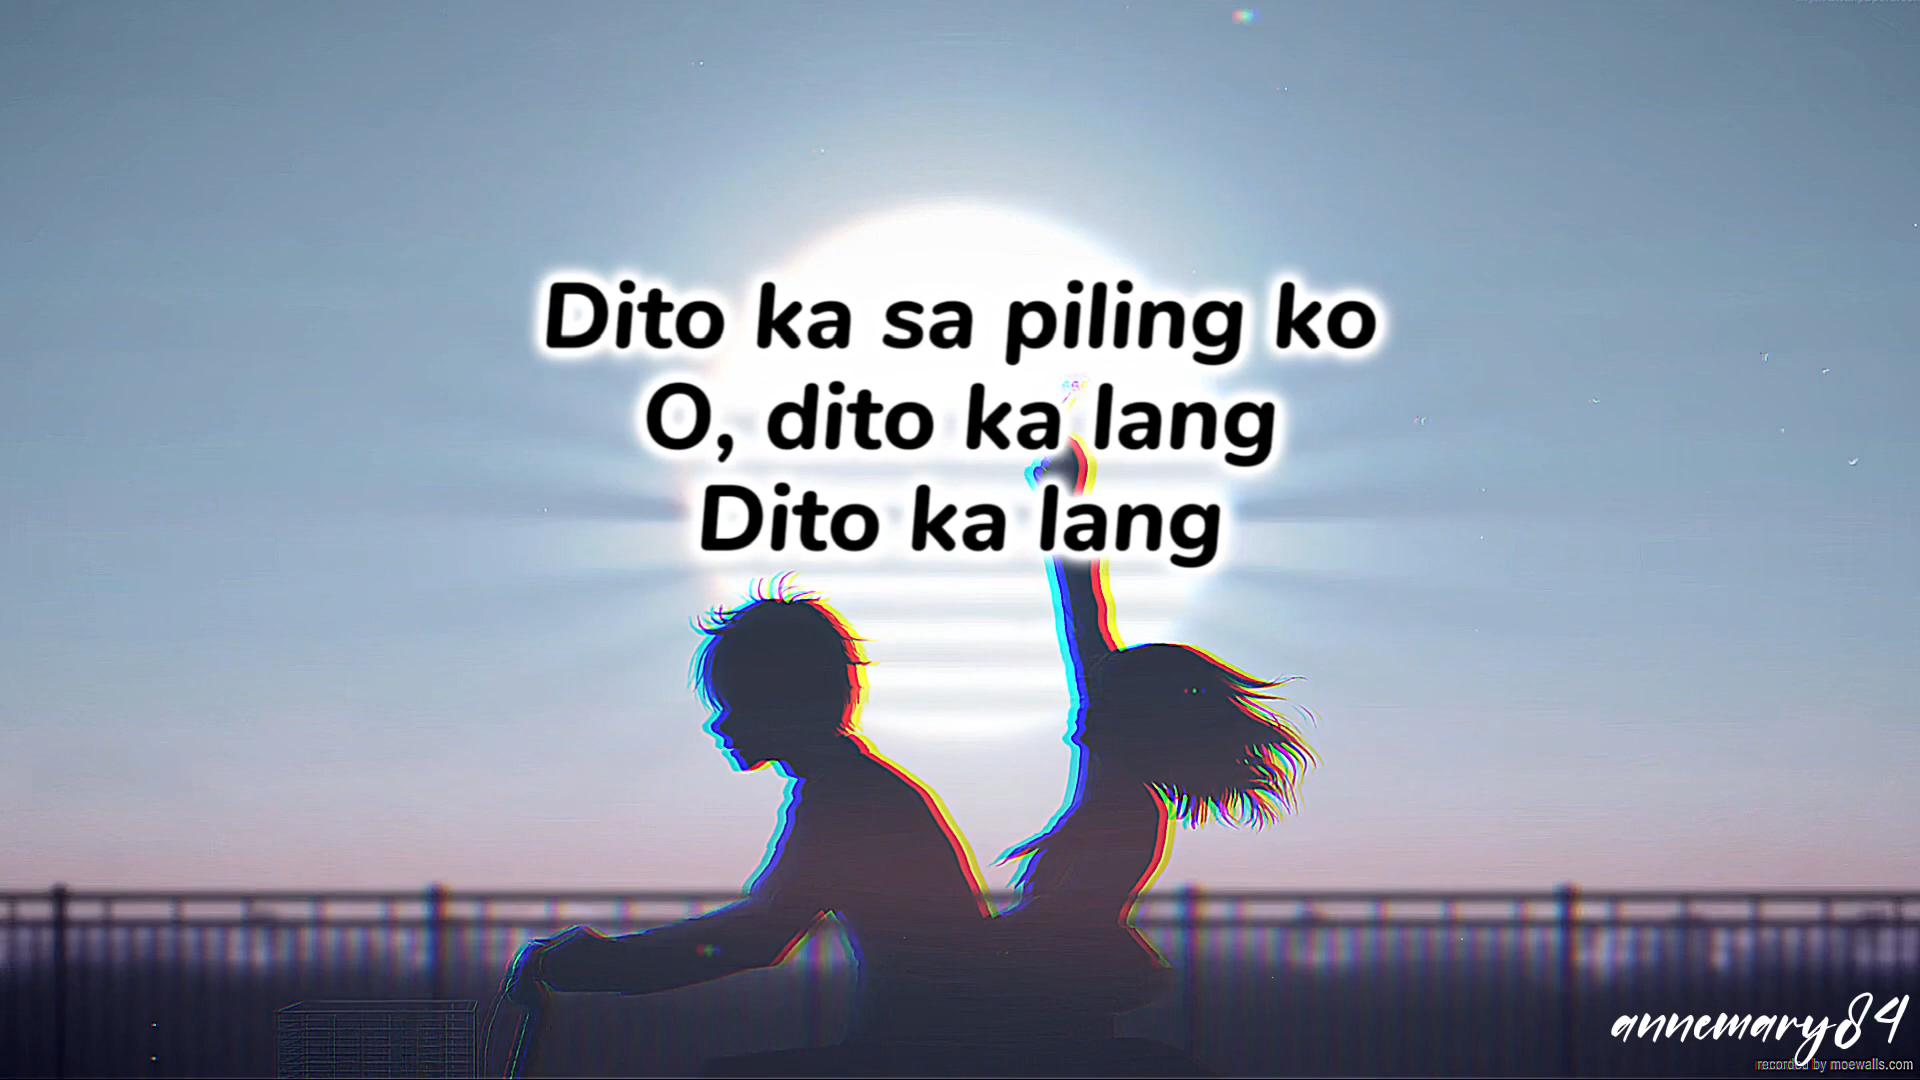 Dito ka sa piling ko
O, dito ka lang
Dito ka lang
annemary84
recorded by moewalls.com